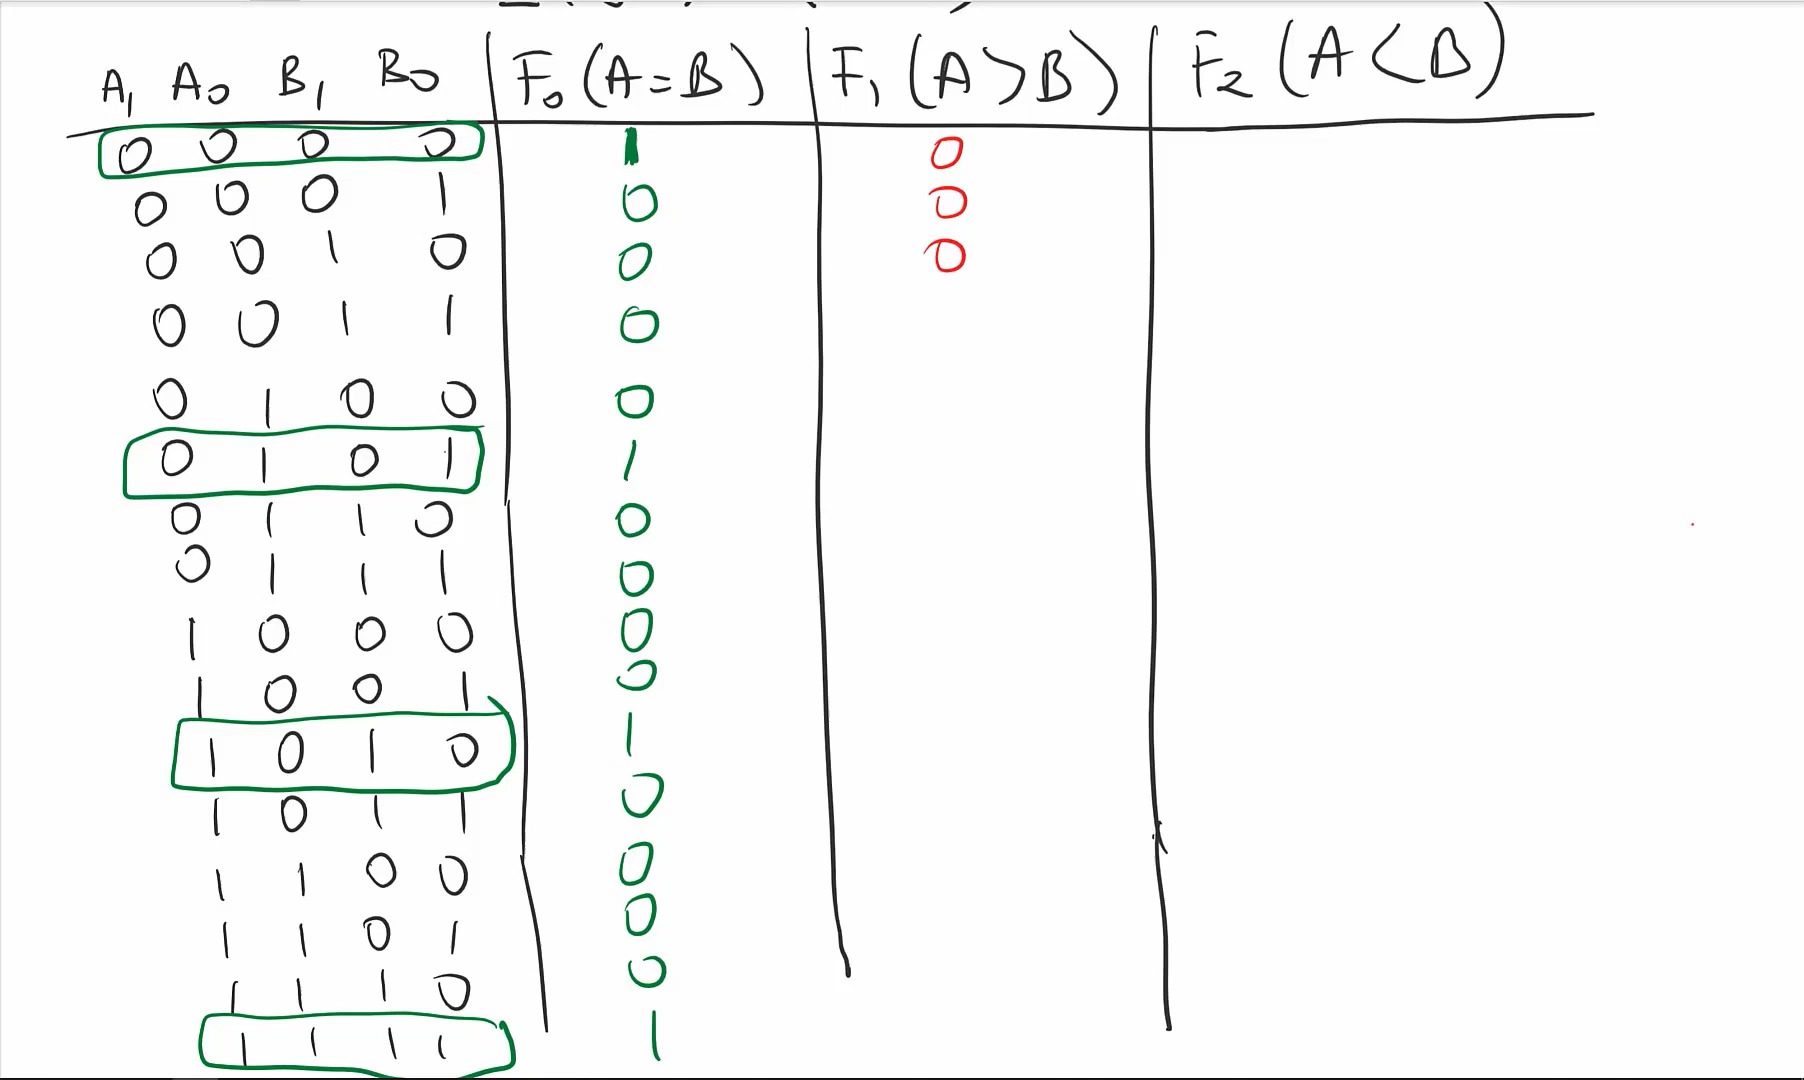 A₁ A₀ B₁ B₀ F₀ (A=B) F₁ (A>B) F₂ (A<B)
0 0 0 0 1 0
0 0 0 1 0 0
0 0 1 0 0 0
0 0 1 1 0
0 1 0 0 0
0 1 0 1 1
0 1 1 0 0
0 1 1 1 0
1 0 0 0 0
1 0 0 1 0
1 0 1 0 1
1 0 1 1 0
1 1 0 0 0
1 1 0 1 0
1 1 1 0 0
1 1 1 1 1